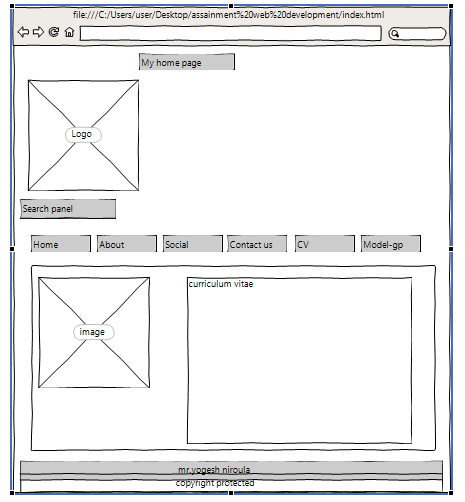 file:///C:/Users/user/Desktop/assainment%20web%20development/index.html
My home page
Logo
Search panel
Home About Social Contact us CV Model-gp
image
curriculum vitae
mr.yogesh niroula
copyright protected